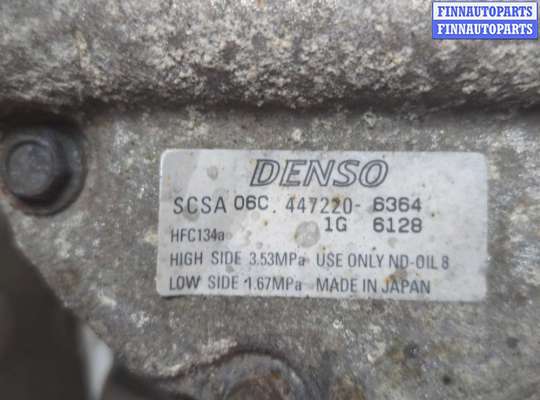 FINNAUTOPARTS
FINNAUTOPARTS
DENSO
SCSA 06C. 447220- 6364
1G 6128
HFC134a
HIGH SIDE 3.53MPa USE ONLY ND-OIL 8
LOW SIDE 1.67MPa MADE IN JAPAN